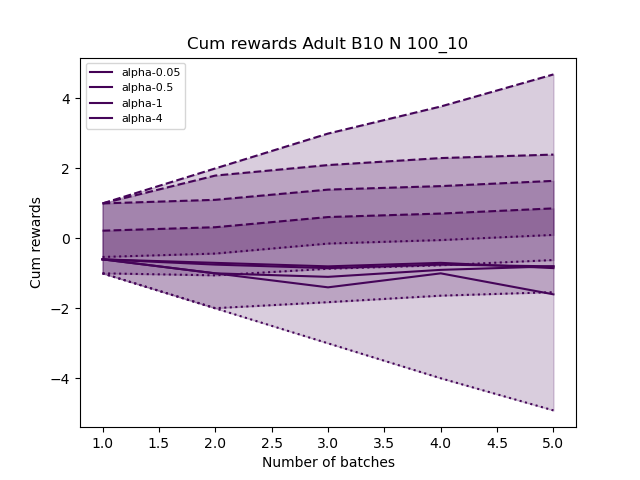 Cum rewards Adult B10 N 100_10
alpha-0.05
alpha-0.5
alpha-1
alpha-4
4
2
0
−2
−4
Cum rewards
1.0 1.5 2.0 2.5 3.0 3.5 4.0 4.5 5.0
Number of batches